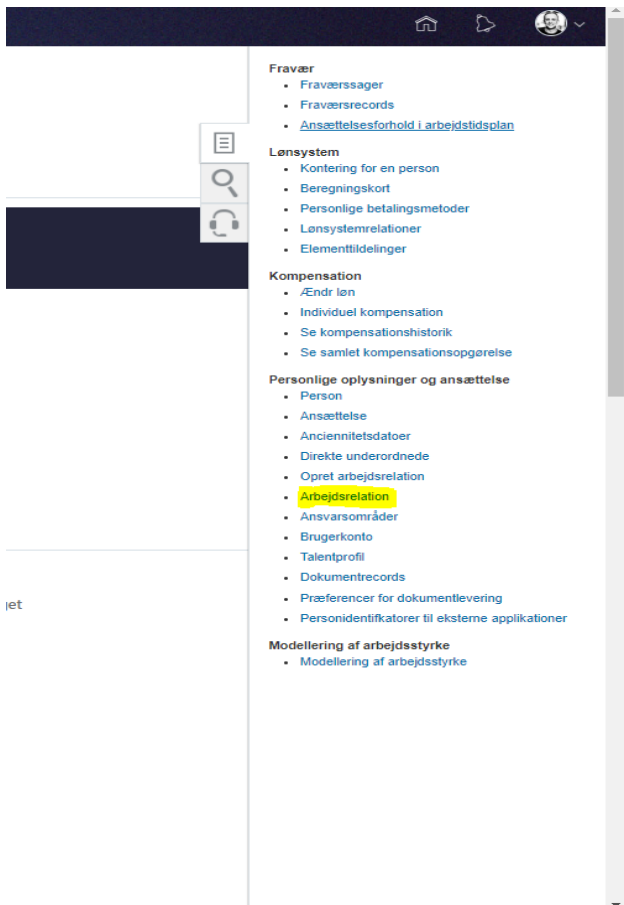 Fravær
Fraværssager
Fraværsrecords
Ansættelsesforhold i arbejdstidsplan
Lønsystem
Kontering for en person
Beregningskort
Personlige betalingsmetoder
Lønsystemrelationer
Elementtildelinger
Kompensation
Ændr løn
Individuel kompensation
Se kompensationshistorik
Se samlet kompensationsopgørelse
Personlige oplysninger og ansættelse
Person
Ansættelse
Anciennitetsdatoer
Direkte underordnede
Opret arbejdsrelation
Arbejdsrelation
Ansvarsområder
Brugerkonto
Talentprofil
Dokumentrecords
Præferencer for dokumentlevering
Personidentifkatorer til eksterne applikationer
Modellering af arbejdsstyrke
Modellering af arbejdsstyrke